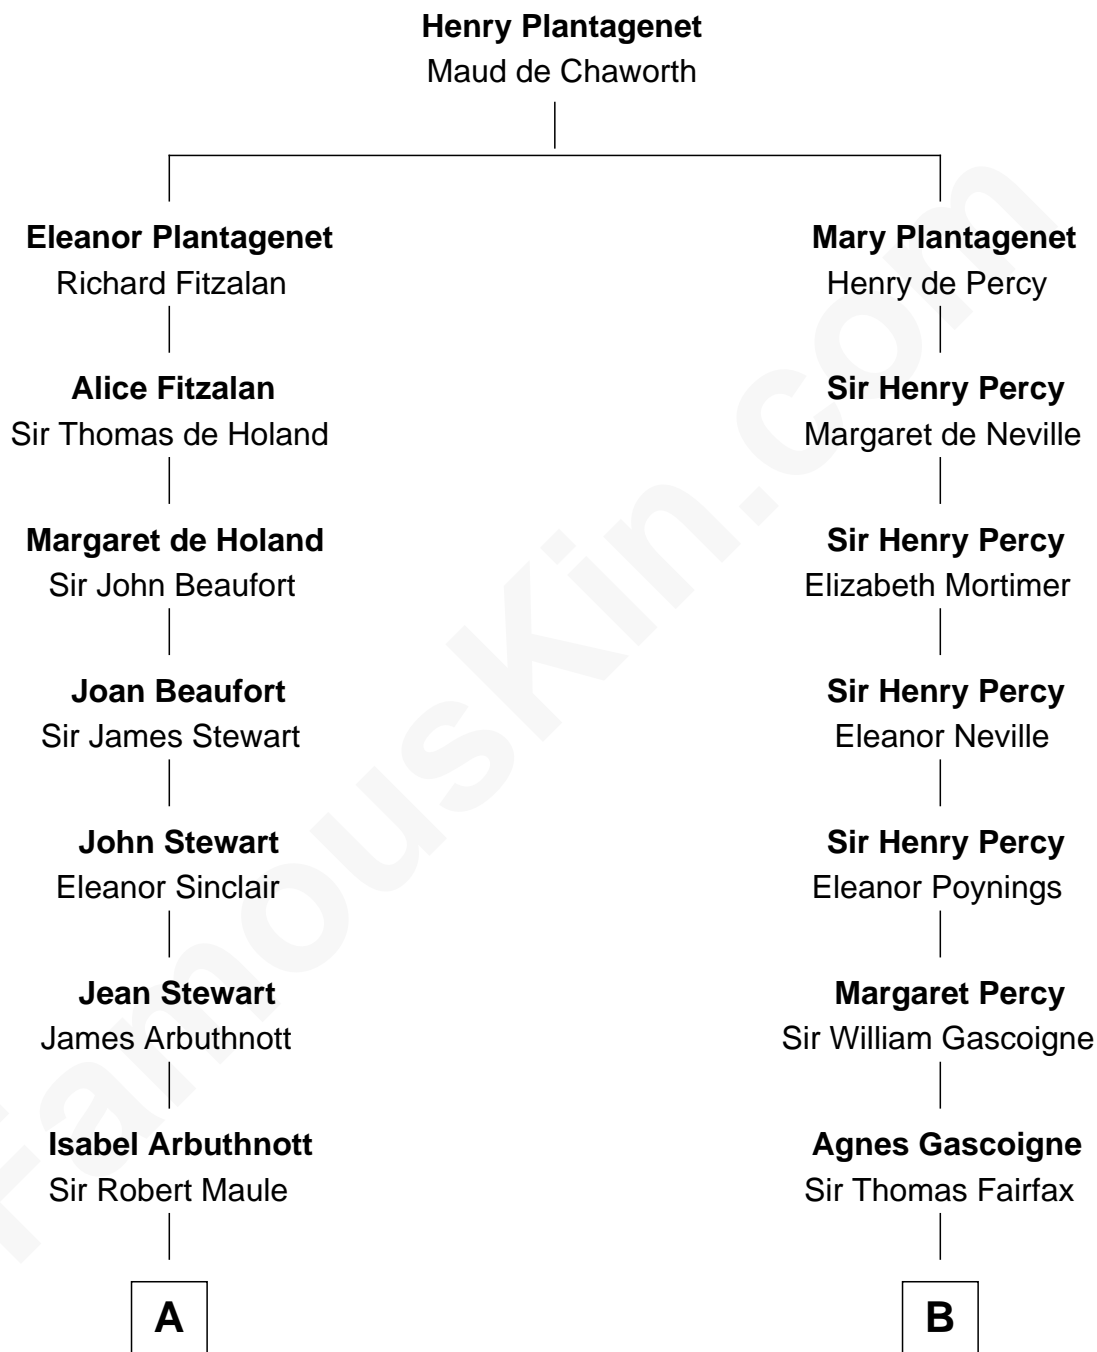 Henry Plantagenet
Maud de Chaworth
Eleanor Plantagenet
Richard Fitzalan
Mary Plantagenet
Henry de Percy
Alice Fitzalan
Sir Thomas de Holand
Sir Henry Percy
Margaret de Neville
Margaret de Holand
Sir John Beaufort
Sir Henry Percy
Elizabeth Mortimer
Joan Beaufort
Sir James Stewart
Sir Henry Percy
Eleanor Neville
John Stewart
Eleanor Sinclair
Sir Henry Percy
Eleanor Poynings
Jean Stewart
James Arbuthnott
Margaret Percy
Sir William Gascoigne
Isabel Arbuthnott
Sir Robert Maule
Agnes Gascoigne
Sir Thomas Fairfax
A
B
FamousKin.com